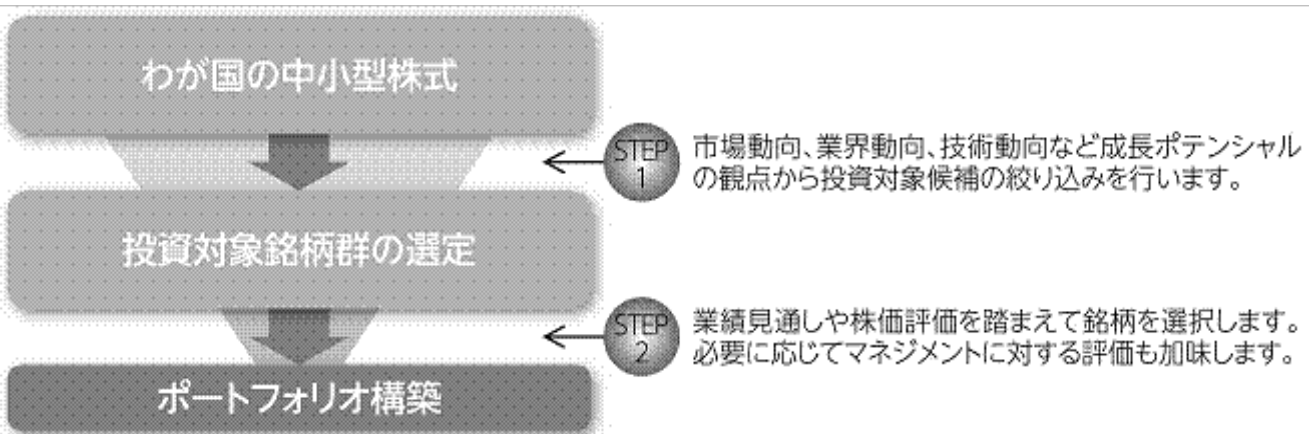 わが国の中小型株式
STEP
1
市場動向、業界動向、技術動向など成長ポテンシャル
の観点から投資対象候補の絞り込みを行います。
投資対象銘柄群の選定
STEP
2
業績見通しや株価評価を踏まえて銘柄を選択します。
必要に応じてマネジメントに対する評価も加味します。
ポートフォリオ構築